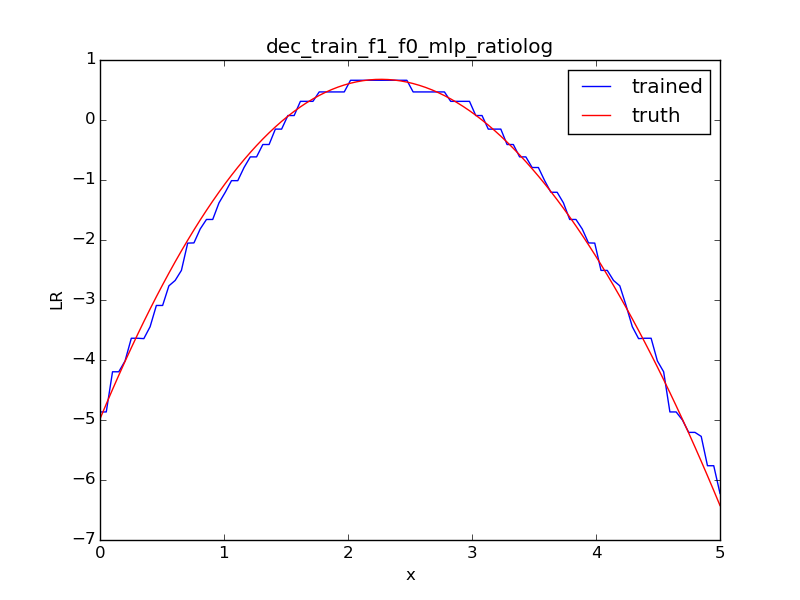 dec_train_f1_f0_mlp_ratiolog
trained
truth
1
0
−1
−2
−3
−4
−5
−6
−7
LR
0 1 2 3 4 5
x